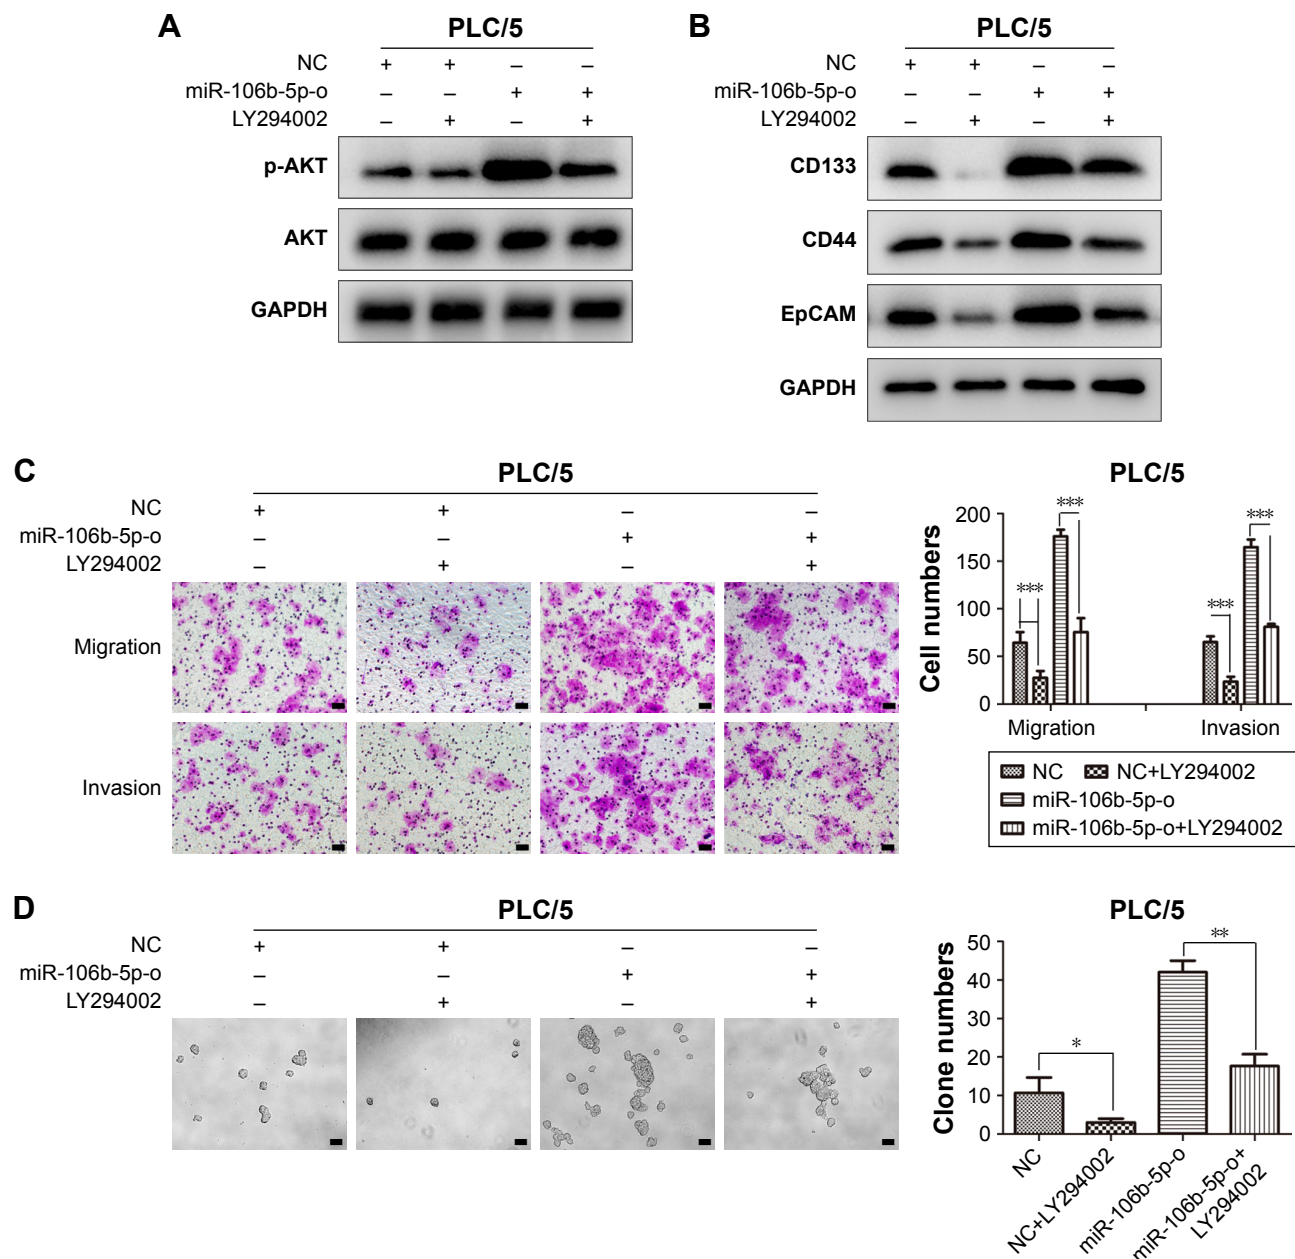 A
PLC/5
NC + + – –
miR-106b-5p-o – – + +
LY294002 – + – +
p-AKT
AKT
GAPDH
B
PLC/5
NC + + – –
miR-106b-5p-o – – + +
LY294002 – + – +
CD133
CD44
EpCAM
GAPDH
C
PLC/5
NC + + – –
miR-106b-5p-o – – + +
LY294002 – + – +
Migration
Invasion
PLC/5
Cell numbers
200
150
100
50
0
*** *** *** ***
Migration Invasion
NC NC+LY294002
miR-106b-5p-o
miR-106b-5p-o+LY294002
D
PLC/5
NC + + – –
miR-106b-5p-o – – + +
LY294002 – + – +
PLC/5
Clone numbers
50
40
30
20
10
0
* **
NC
NC+LY294002
miR-106b-5p-o
miR-106b-5p-o+
LY294002